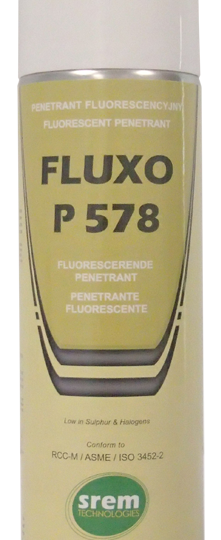 PENETRANT FLUORESCENCYJNY
FLUORESCENT PENETRANT
FLUXO
P 578
FLUORESCERENDE
PENETRANT
PENETRANTE
FLUORESCENTE
Low in Sulphur & Halogens
Conform to
RCC-M / ASME / ISO 3452-2
srem
TECHNOLOGIES